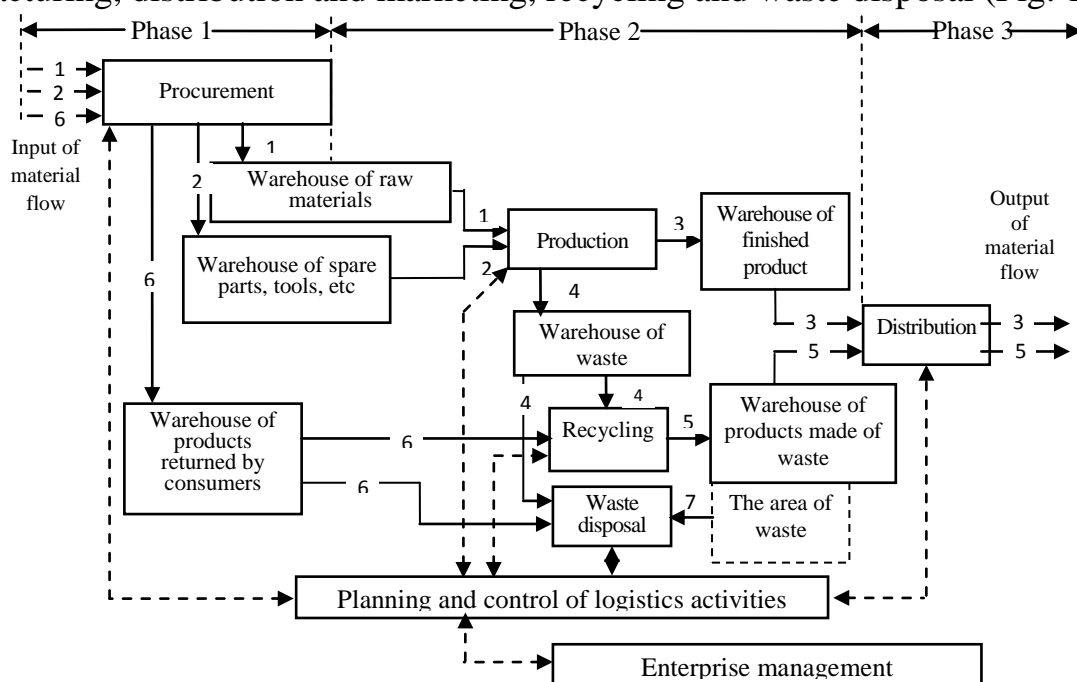 cturing, distribution and marketing, recycling and waste disposal (Fig. 1
Phase 1
Phase 2
Phase 3
1
2
6
Procurement
Input of
material
flow
1
2
6
Warehouse of raw
materials
Warehouse of spare
parts, tools, etc
1
2
Production
3
Warehouse of
finished
product
Output
of
material
flow
4
Warehouse
of waste
3
5
Distribution
3
5
4
4
Warehouse of
products
returned by
consumers
6
6
Recycling
5
Warehouse of
products made of
waste
Waste
disposal
7
The area of
waste
Planning and control of logistics activities
Enterprise management